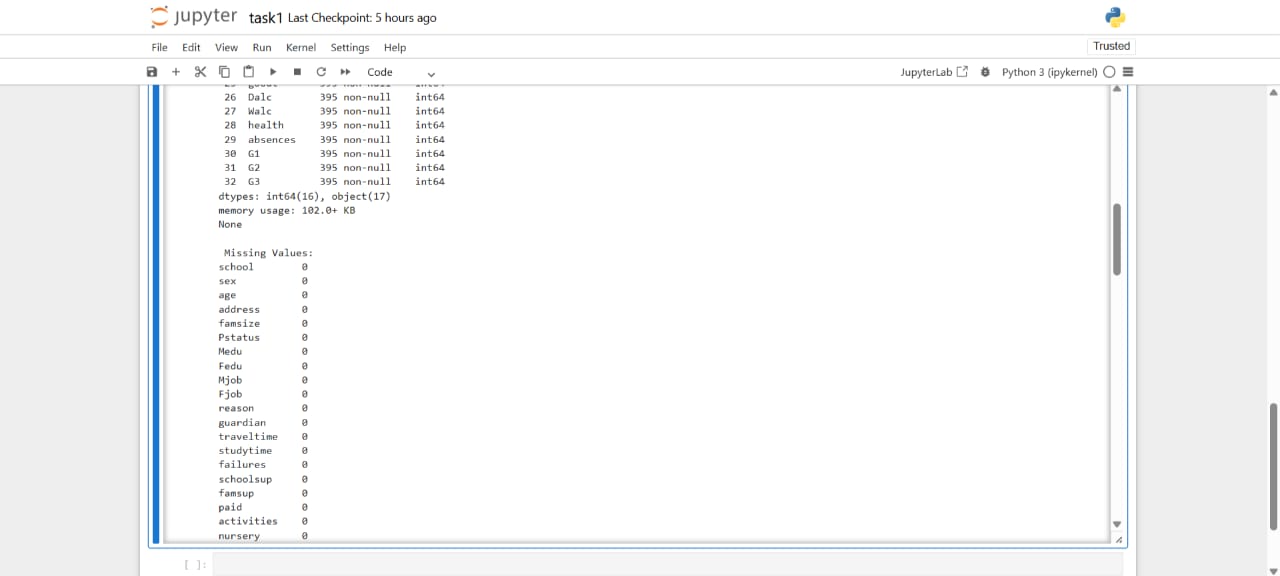 jupyter task1 Last Checkpoint: 5 hours ago
File Edit View Run Kernel Settings Help
Trusted
Code
JupyterLab
Python 3 (ipykernel)
26 Dalc 395 non-null int64
27 Walc 395 non-null int64
28 health 395 non-null int64
29 absences 395 non-null int64
30 G1 395 non-null int64
31 G2 395 non-null int64
32 G3 395 non-null int64
dtypes: int64(16), object(17)
memory usage: 102.0+ KB
None
Missing Values:
school 0
sex 0
age 0
address 0
famsize 0
Pstatus 0
Medu 0
Fedu 0
Mjob 0
Fjob 0
reason 0
guardian 0
traveltime 0
studytime 0
failures 0
schoolsup 0
famsup 0
paid 0
activities 0
nursery 0
[ ]: